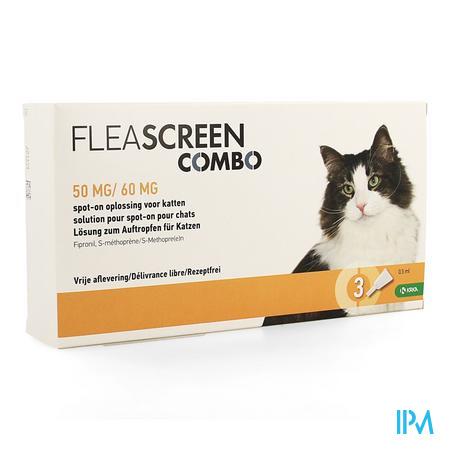 FLEASCREEN
COMBO
50 MG/ 60 MG
spot-on oplossing voor katten
solution pour spot-on pour chats
Lösung zum Auftropfen für Katzen
Fipronil, S-méthoprène/S-Methopre(e)n
Vrije aflevering/Délivrance libre/Rezeptfrei
3
0.5 ml
KRKA
IPM